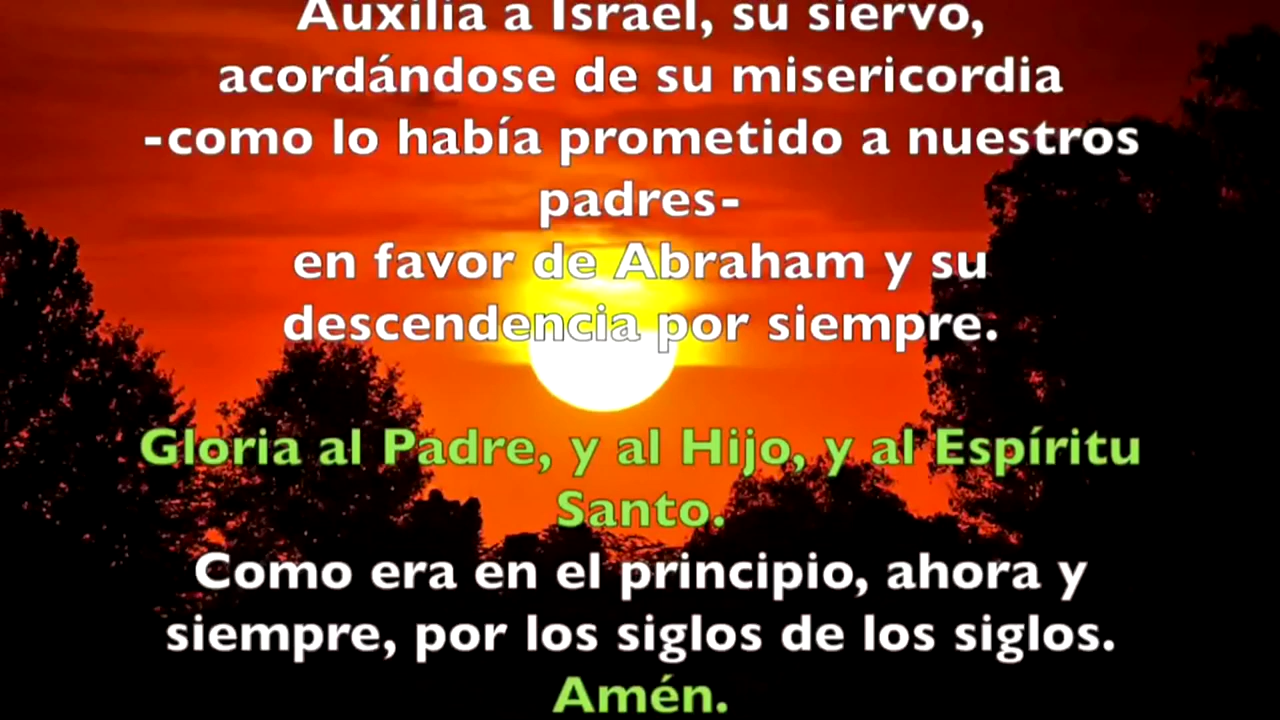 Auxilia a Israel, su siervo,
acordándose de su misericordia
-como lo había prometido a nuestros
padres-
en favor de Abraham y su
descendencia por siempre.
Gloria al Padre, y al Hijo, y al Espíritu
Santo.
Como era en el principio, ahora y
siempre, por los siglos de los siglos.
Amén.